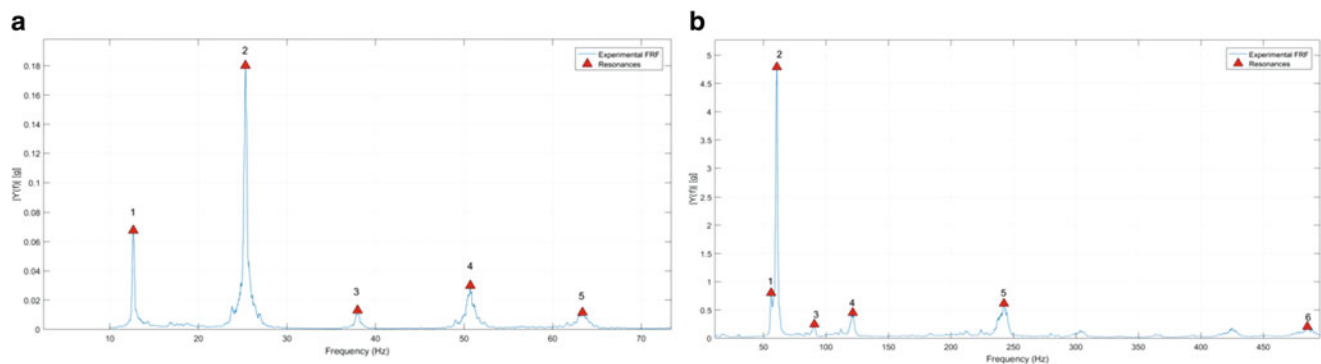 a
2
Experimental FRF
Resonances
0.18
0.16
0.14
0.12
0.1
0.08
0.06
0.04
0.02
0
|Y(f)| [g]
1
3
4
5
10 20 30 40 50 60 70
Frequency (Hz)
b
2
Experimental FRF
Resonances
5
4.5
4
3.5
3
2.5
2
1.5
1
0.5
0
|Y(f)| [g]
1
3
4
5
6
50 100 150 200 250 300 350 400 450
Frequency (Hz)